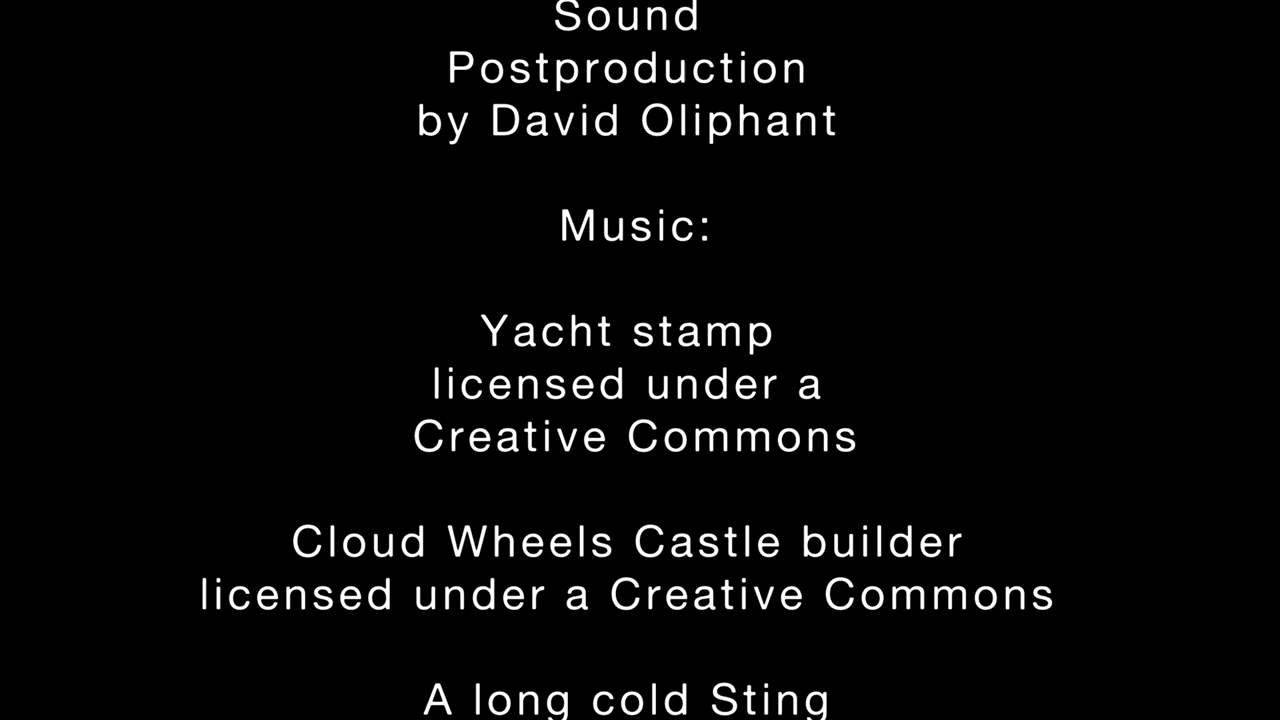 Sound
Postproduction
by David Oliphant
Music:
Yacht stamp
licensed under a
Creative Commons
Cloud Wheels Castle builder
licensed under a Creative Commons
A long cold Sting